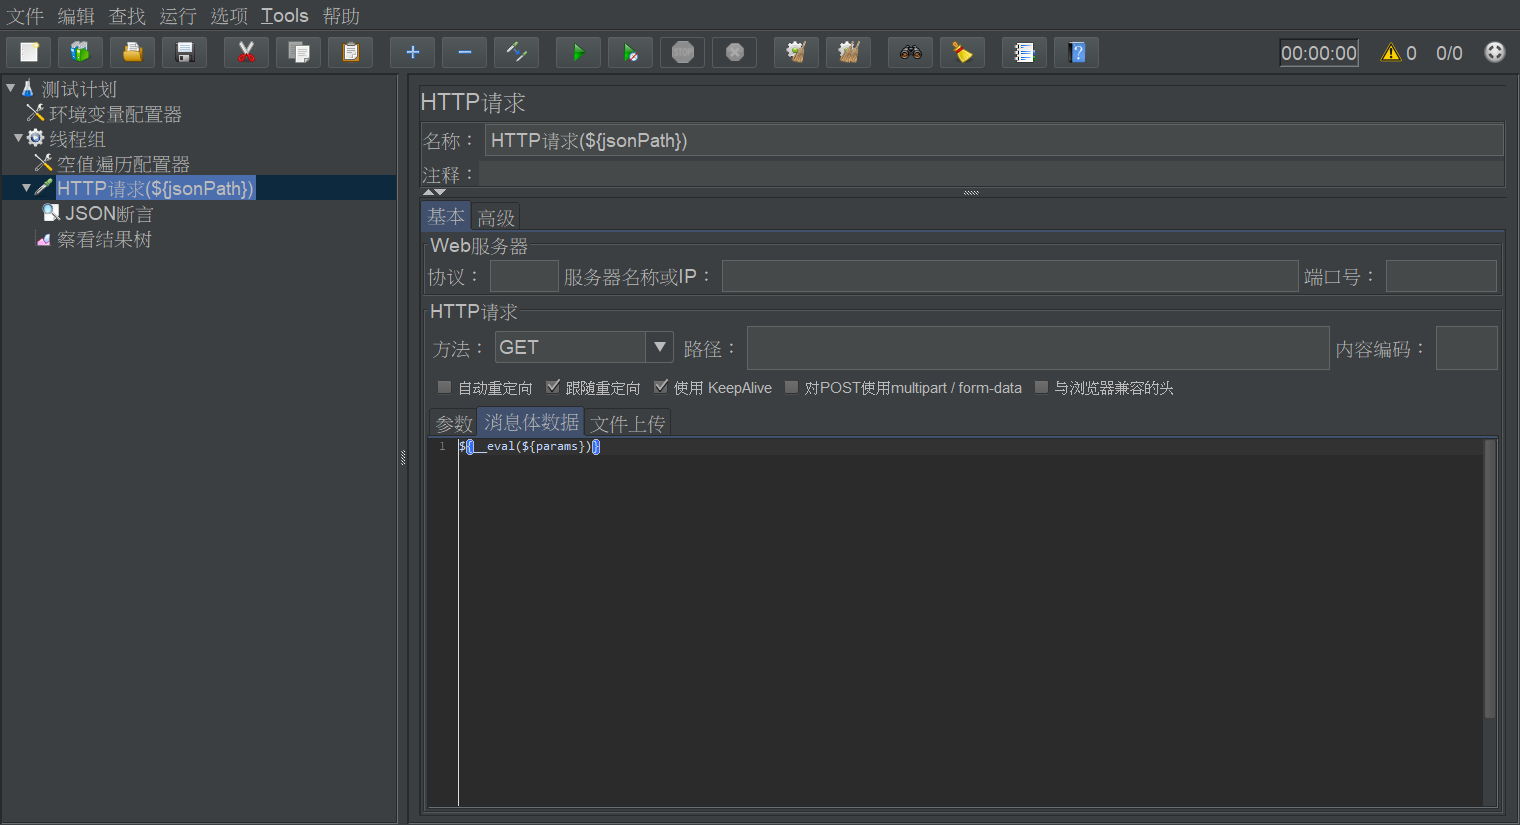 文件 编辑 查找 运行 选项 Tools 帮助
STOP
00:00:00 0 0/0
测试计划
环境变量配置器
线程组
空值遍历配置器
HTTP请求(${jsonPath})
JSON断言
察看结果树
HTTP请求
名称： HTTP请求(${jsonPath})
注释：
基本 高级
Web服务器
协议： 服务器名称或IP： 端口号：
HTTP请求
方法： GET 路径： 内容编码：
自动重定向 跟随重定向 使用 KeepAlive 对POST使用multipart / form-data 与浏览器兼容的头
参数 消息体数据 文件上传
1 ${__eval(${params})}